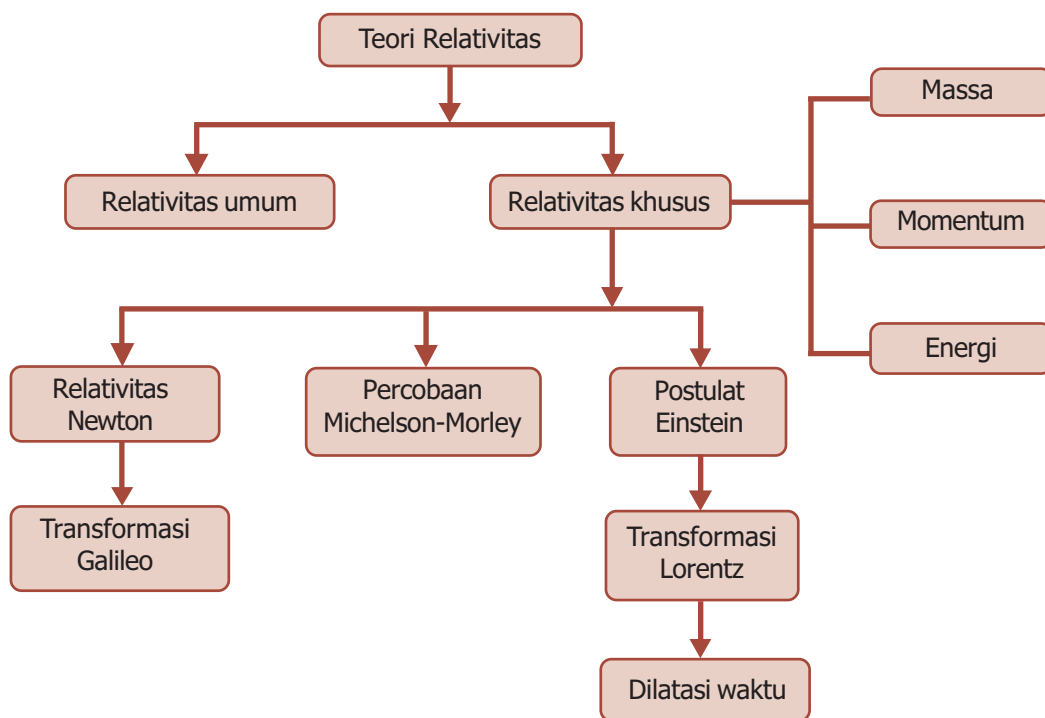 Teori Relativitas
Massa
Relativitas umum
Relativitas khusus
Momentum
Energi
Relativitas
Newton
Percobaan
Michelson-Morley
Postulat
Einstein
Transformasi
Galileo
Transformasi
Lorentz
Dilatasi waktu